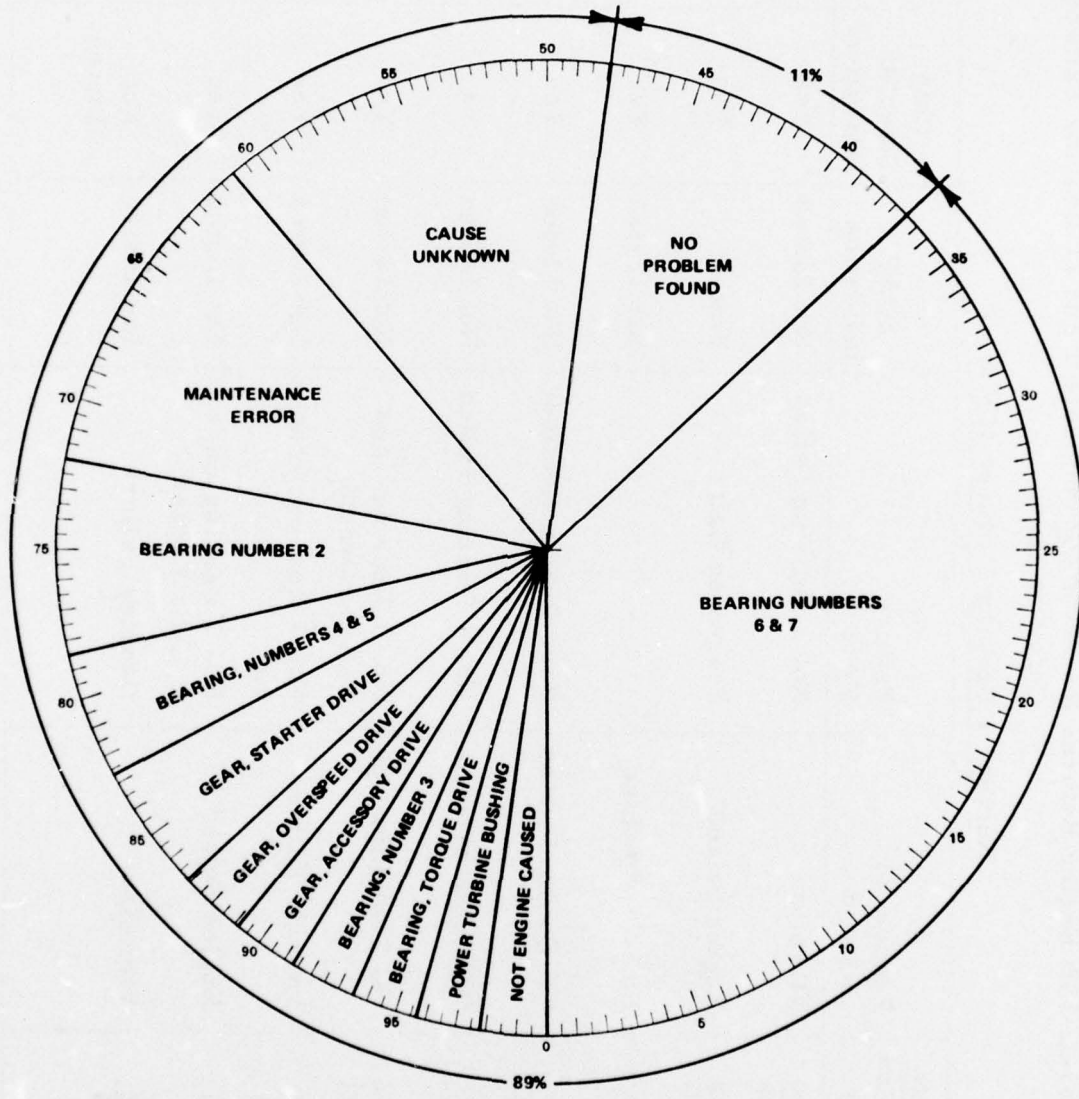 50
55
45
11%
60
40
CAUSE
UNKNOWN
NO
PROBLEM
FOUND
65
35
MAINTENANCE
ERROR
70
30
75
BEARING NUMBER 2
25
BEARING NUMBERS
6 & 7
BEARING, NUMBERS 4 & 5
80
20
GEAR, STARTER DRIVE
GEAR, OVERSPEED DRIVE
GEAR, ACCESSORY DRIVE
BEARING, NUMBER 3
BEARING, TORQUE DRIVE
POWER TURBINE BUSHING
NOT ENGINE CAUSED
85
15
90
10
95
5
0
89%